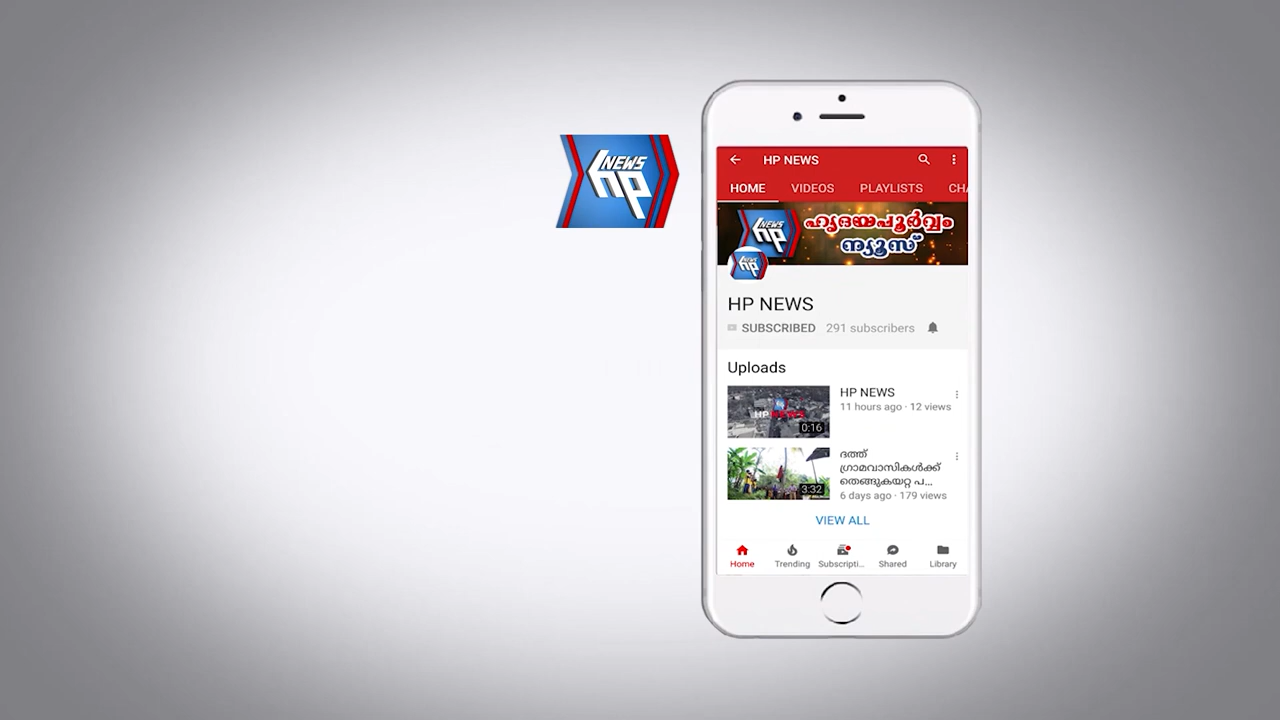 NEWS
hp
HP NEWS
HOME VIDEOS PLAYLISTS CHA
NEWS
hp
ഹൃദയപൂർവ്വം
ന്യൂസ്
NEWS
hp
HP NEWS
SUBSCRIBED 291 subscribers
Uploads
HP NEWS
11 hours ago · 12 views
HP NEWS
0:16
ദത്ത്
ഗ്രാമവാസികൾക്ക്
തെങ്ങുകയറ്റ പ...
6 days ago · 179 views
3:32
VIEW ALL
Home Trending Subscripti... Shared Library